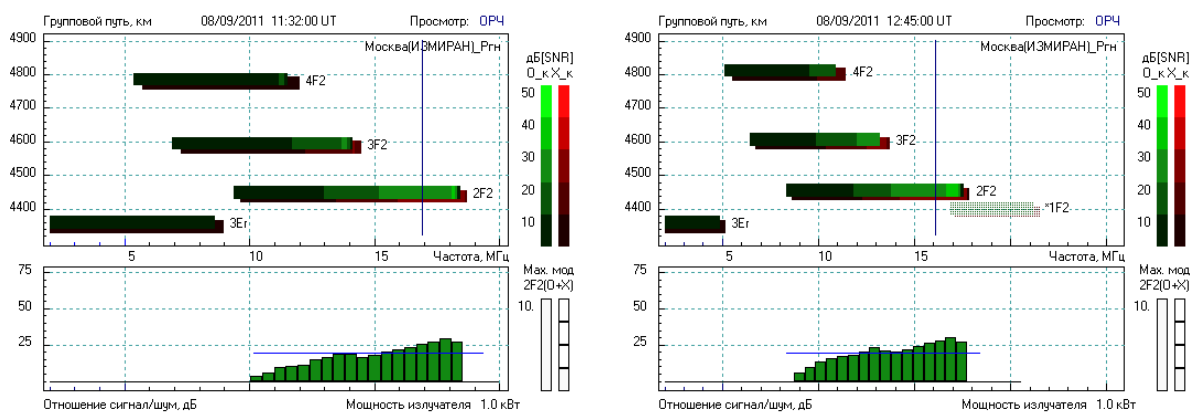 Групповой путь, км 08/09/2011 11:32:00 UT Просмотр: ОРЧ
Москва(ИЗМИРАН)_Ргн
дБ[SNR]
О_к Х_к
4900
4800
4700
4600
4500
4400
4F2
3F2
2F2
3Er
50
40
30
20
10
5 10 15 Частота, МГц
75
50
25
Мах. мод
2F2(О+Х)
10.
Отношение сигнал/шум, дБ Мощность излучателя 1.0 кВт
Групповой путь, км 08/09/2011 12:45:00 UT Просмотр: ОРЧ
Москва(ИЗМИРАН)_Ргн
дБ[SNR]
О_к Х_к
4900
4800
4700
4600
4500
4400
4F2
3F2
2F2
*1F2
3Er
50
40
30
20
10
5 10 15 Частота, МГц
75
50
25
Мах. мод
2F2(О+Х)
10.
Отношение сигнал/шум, дБ Мощность излучателя 1.0 кВт